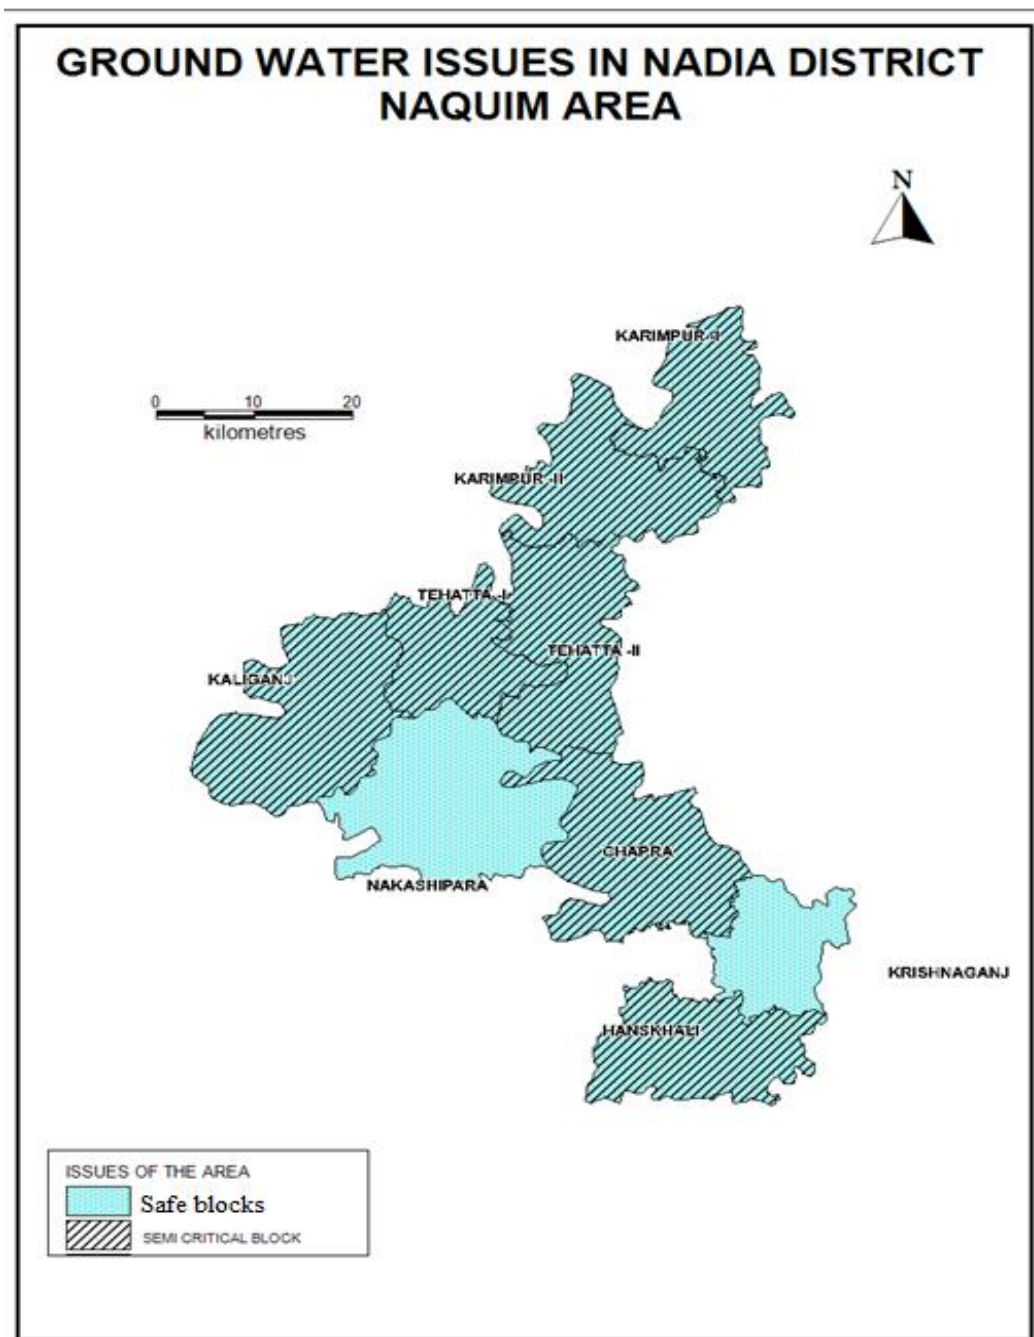 GROUND WATER ISSUES IN NADIA DISTRICT
NAQUIM AREA
N
KARIMPUR-I
0 10 20
kilometres
KARIMPUR.-II
TEHATTA.-I
TEHATTA -II
KALIGANJ
CHAPRA
NAKASHIPARA
KRISHNAGANJ
HANSKHALI
ISSUES OF THE AREA
Safe blocks
SEMI CRITICAL BLOCK